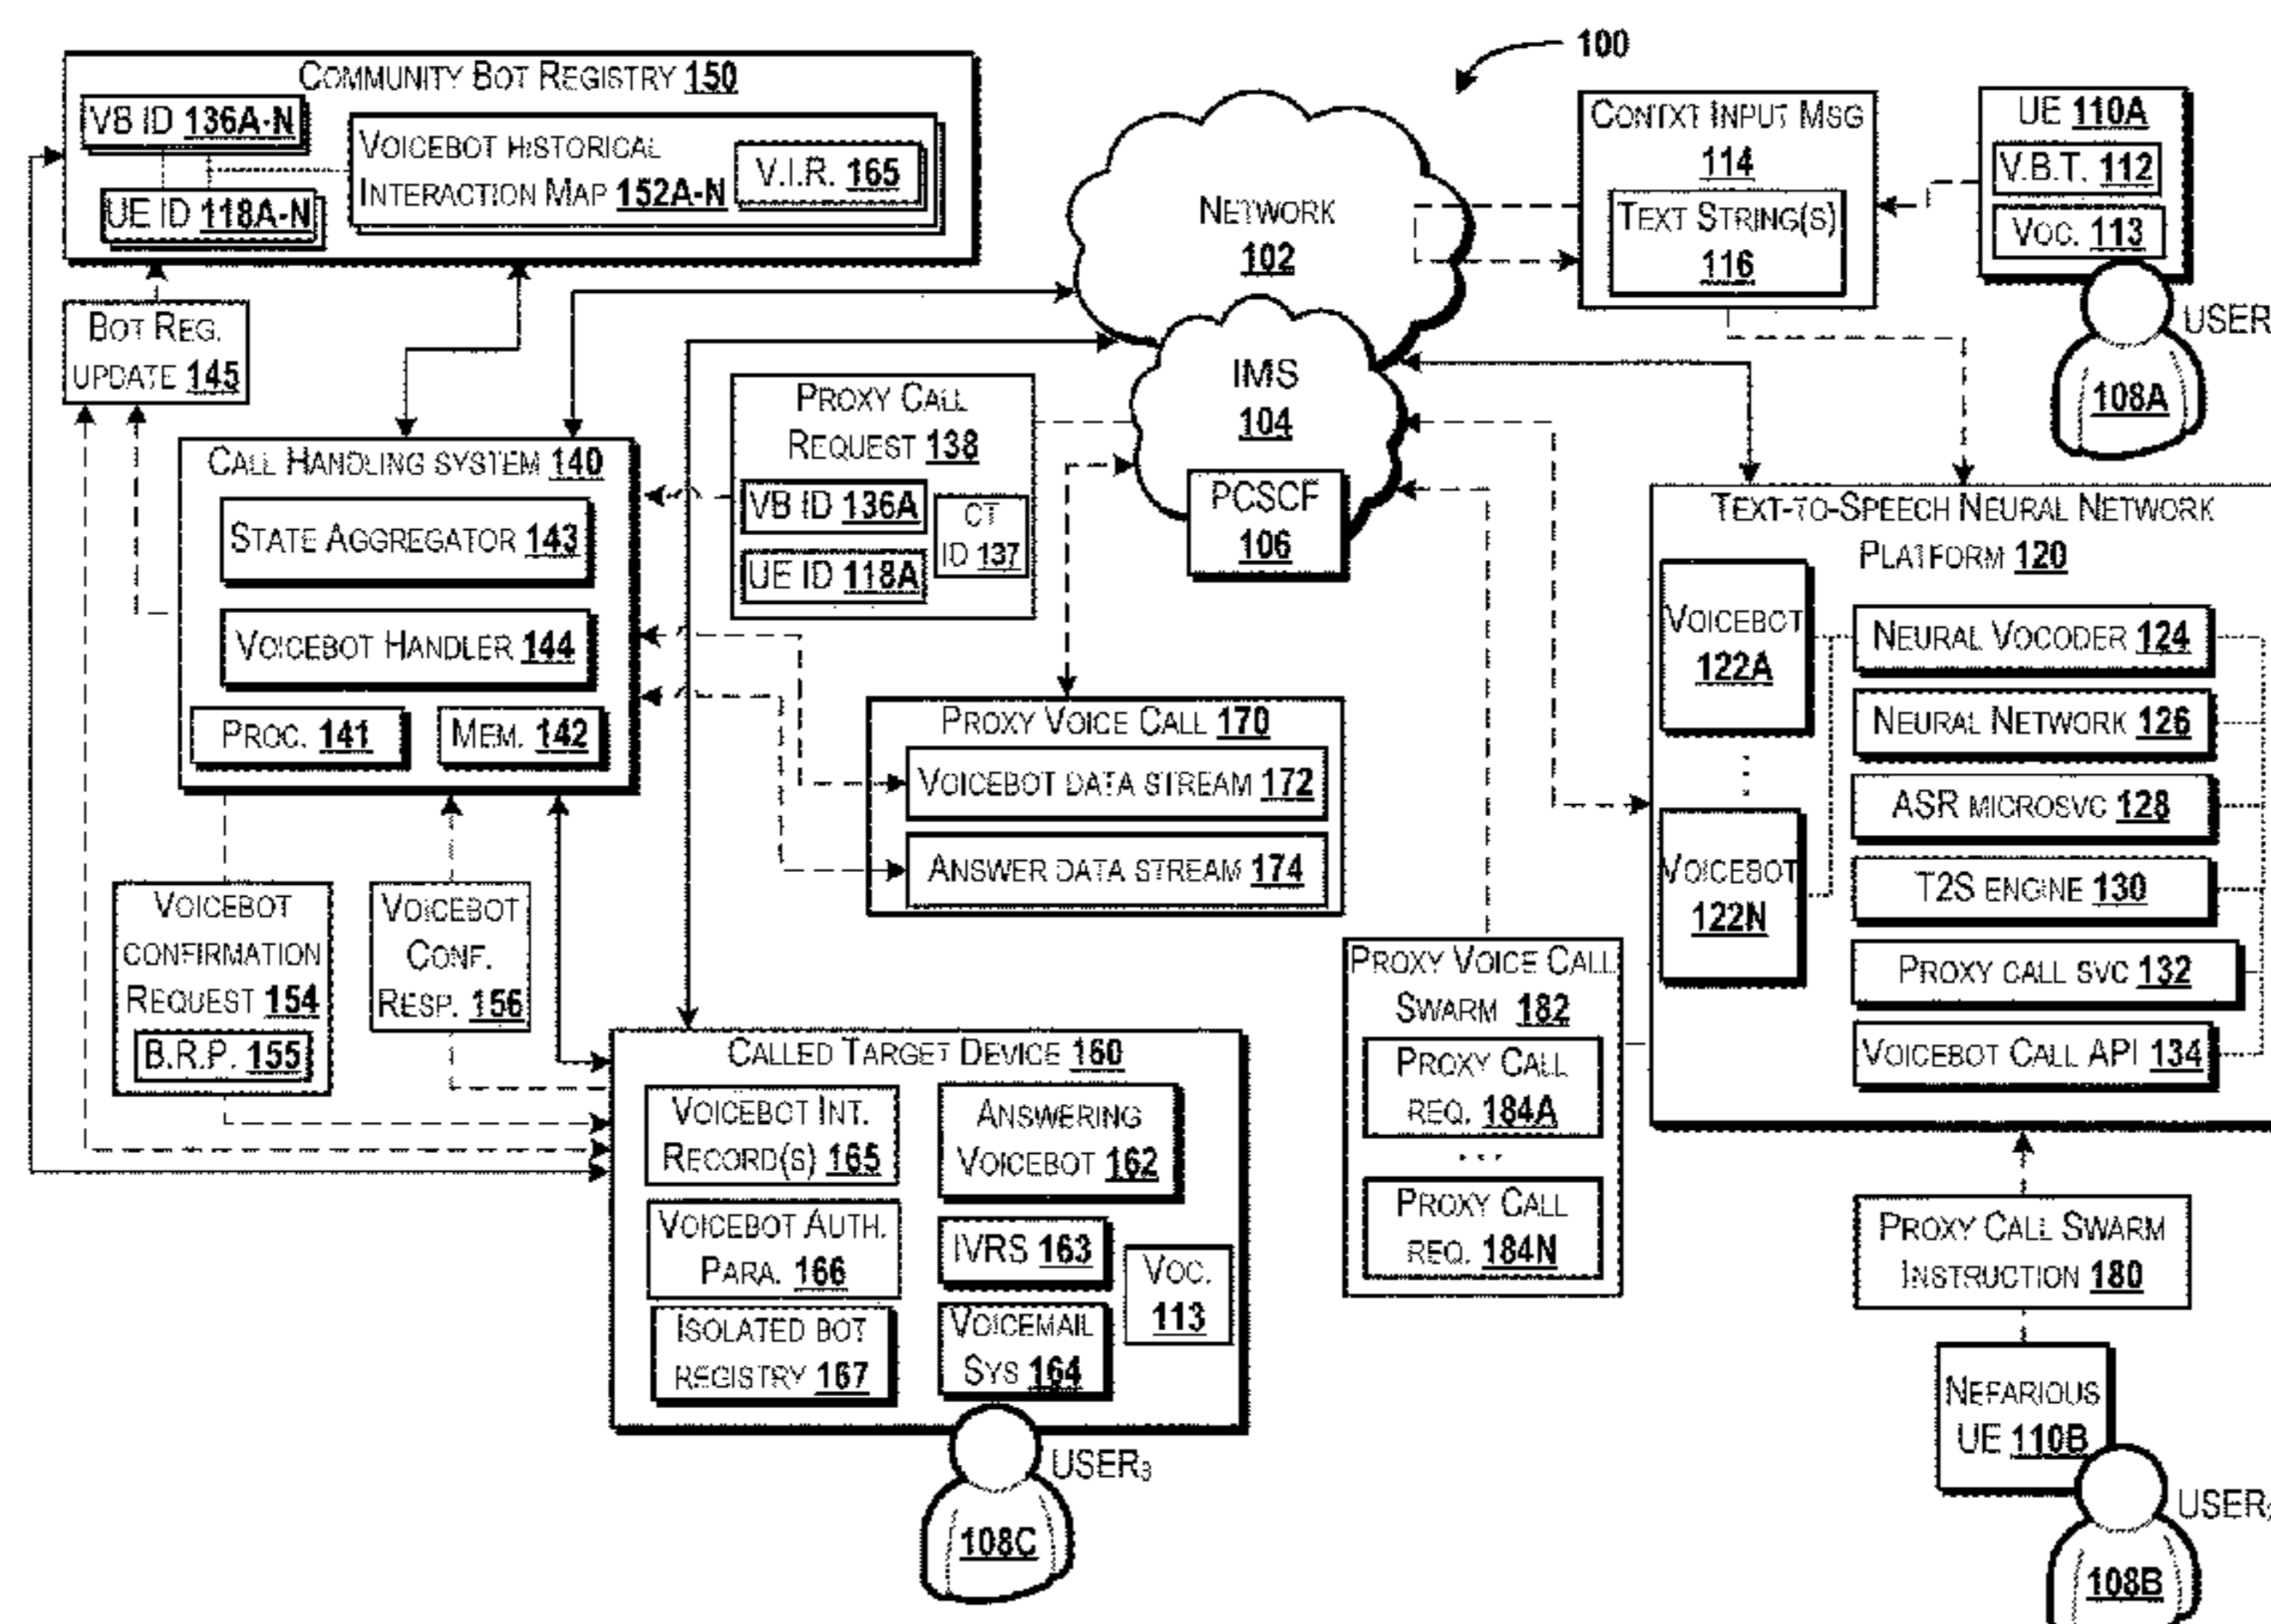 100
COMMUNITY BOT REGISTRY 150
VB ID 136A-N
UE ID 118A-N
VOICEBOT HISTORICAL
INTERACTION MAP 152A-N
V.I.R. 165
NETWORK
102
CONTXT INPUT MSG
114
TEXT STRING(S)
116
UE 110A
V.B.T. 112
VOC. 113
USER
108A
BOT REG.
UPDATE 145
IMS
104
PCSCF
106
PROXY CALL
REQUEST 138
VB ID 136A
UE ID 118A
CT
ID 137
CALL HANDLING SYSTEM 140
STATE AGGREGATOR 143
VOICEBOT HANDLER 144
PROC. 141
MEM. 142
TEXT-TO-SPEECH NEURAL NETWORK
PLATFORM 120
VOICEBOT
122A
VOICEBOT
122N
NEURAL VOCODER 124
NEURAL NETWORK 126
ASR MICROSVC 128
T2S ENGINE 130
PROXY CALL SVC 132
VOICEBOT CALL API 134
PROXY VOICE CALL 170
VOICEBOT DATA STREAM 172
ANSWER DATA STREAM 174
VOICEBOT
CONFIRMATION
REQUEST 154
B.R.P. 155
VOICEBOT
CONF.
RESP. 156
PROXY VOICE CALL
SWARM 182
PROXY CALL
REQ. 184A
PROXY CALL
REQ. 184N
CALLED TARGET DEVICE 160
VOICEBOT INT.
RECORD(S) 165
VOICEBOT AUTH.
PARA. 166
ISOLATED BOT
REGISTRY 167
ANSWERING
VOICEBOT 162
IVRS 163
VOICEMAIL
SYS 164
VOC.
113
USER3
108C
PROXY CALL SWARM
INSTRUCTION 180
NEFARIOUS
UE 110B
USER
108B